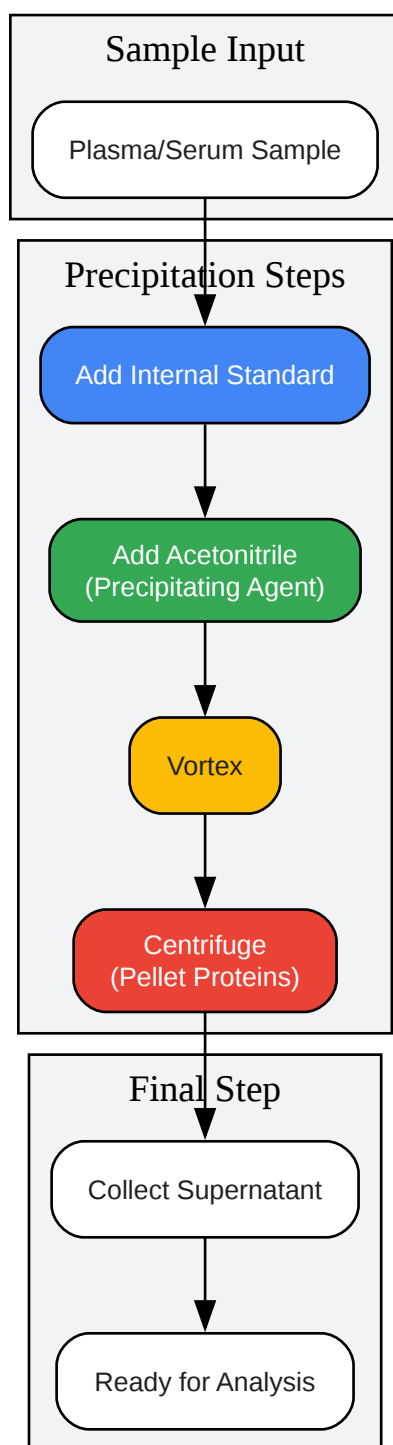 Sample Input
Plasma/Serum Sample
Precipitation Steps
Add Internal Standard
Add Acetonitrile
(Precipitating Agent)
Vortex
Centrifuge
(Pellet Proteins)
Final Step
Collect Supernatant
Ready for Analysis